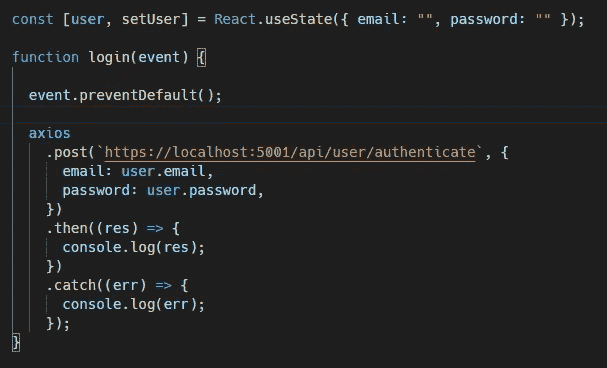 const [user, setUser] = React.useState({ email: "", password: "" });
function login(event) {
event.preventDefault();
axios
.post(`https://localhost:5001/api/user/authenticate`, {
email: user.email,
password: user.password,
})
.then((res) => {
console.log(res);
})
.catch((err) => {
console.log(err);
});
}